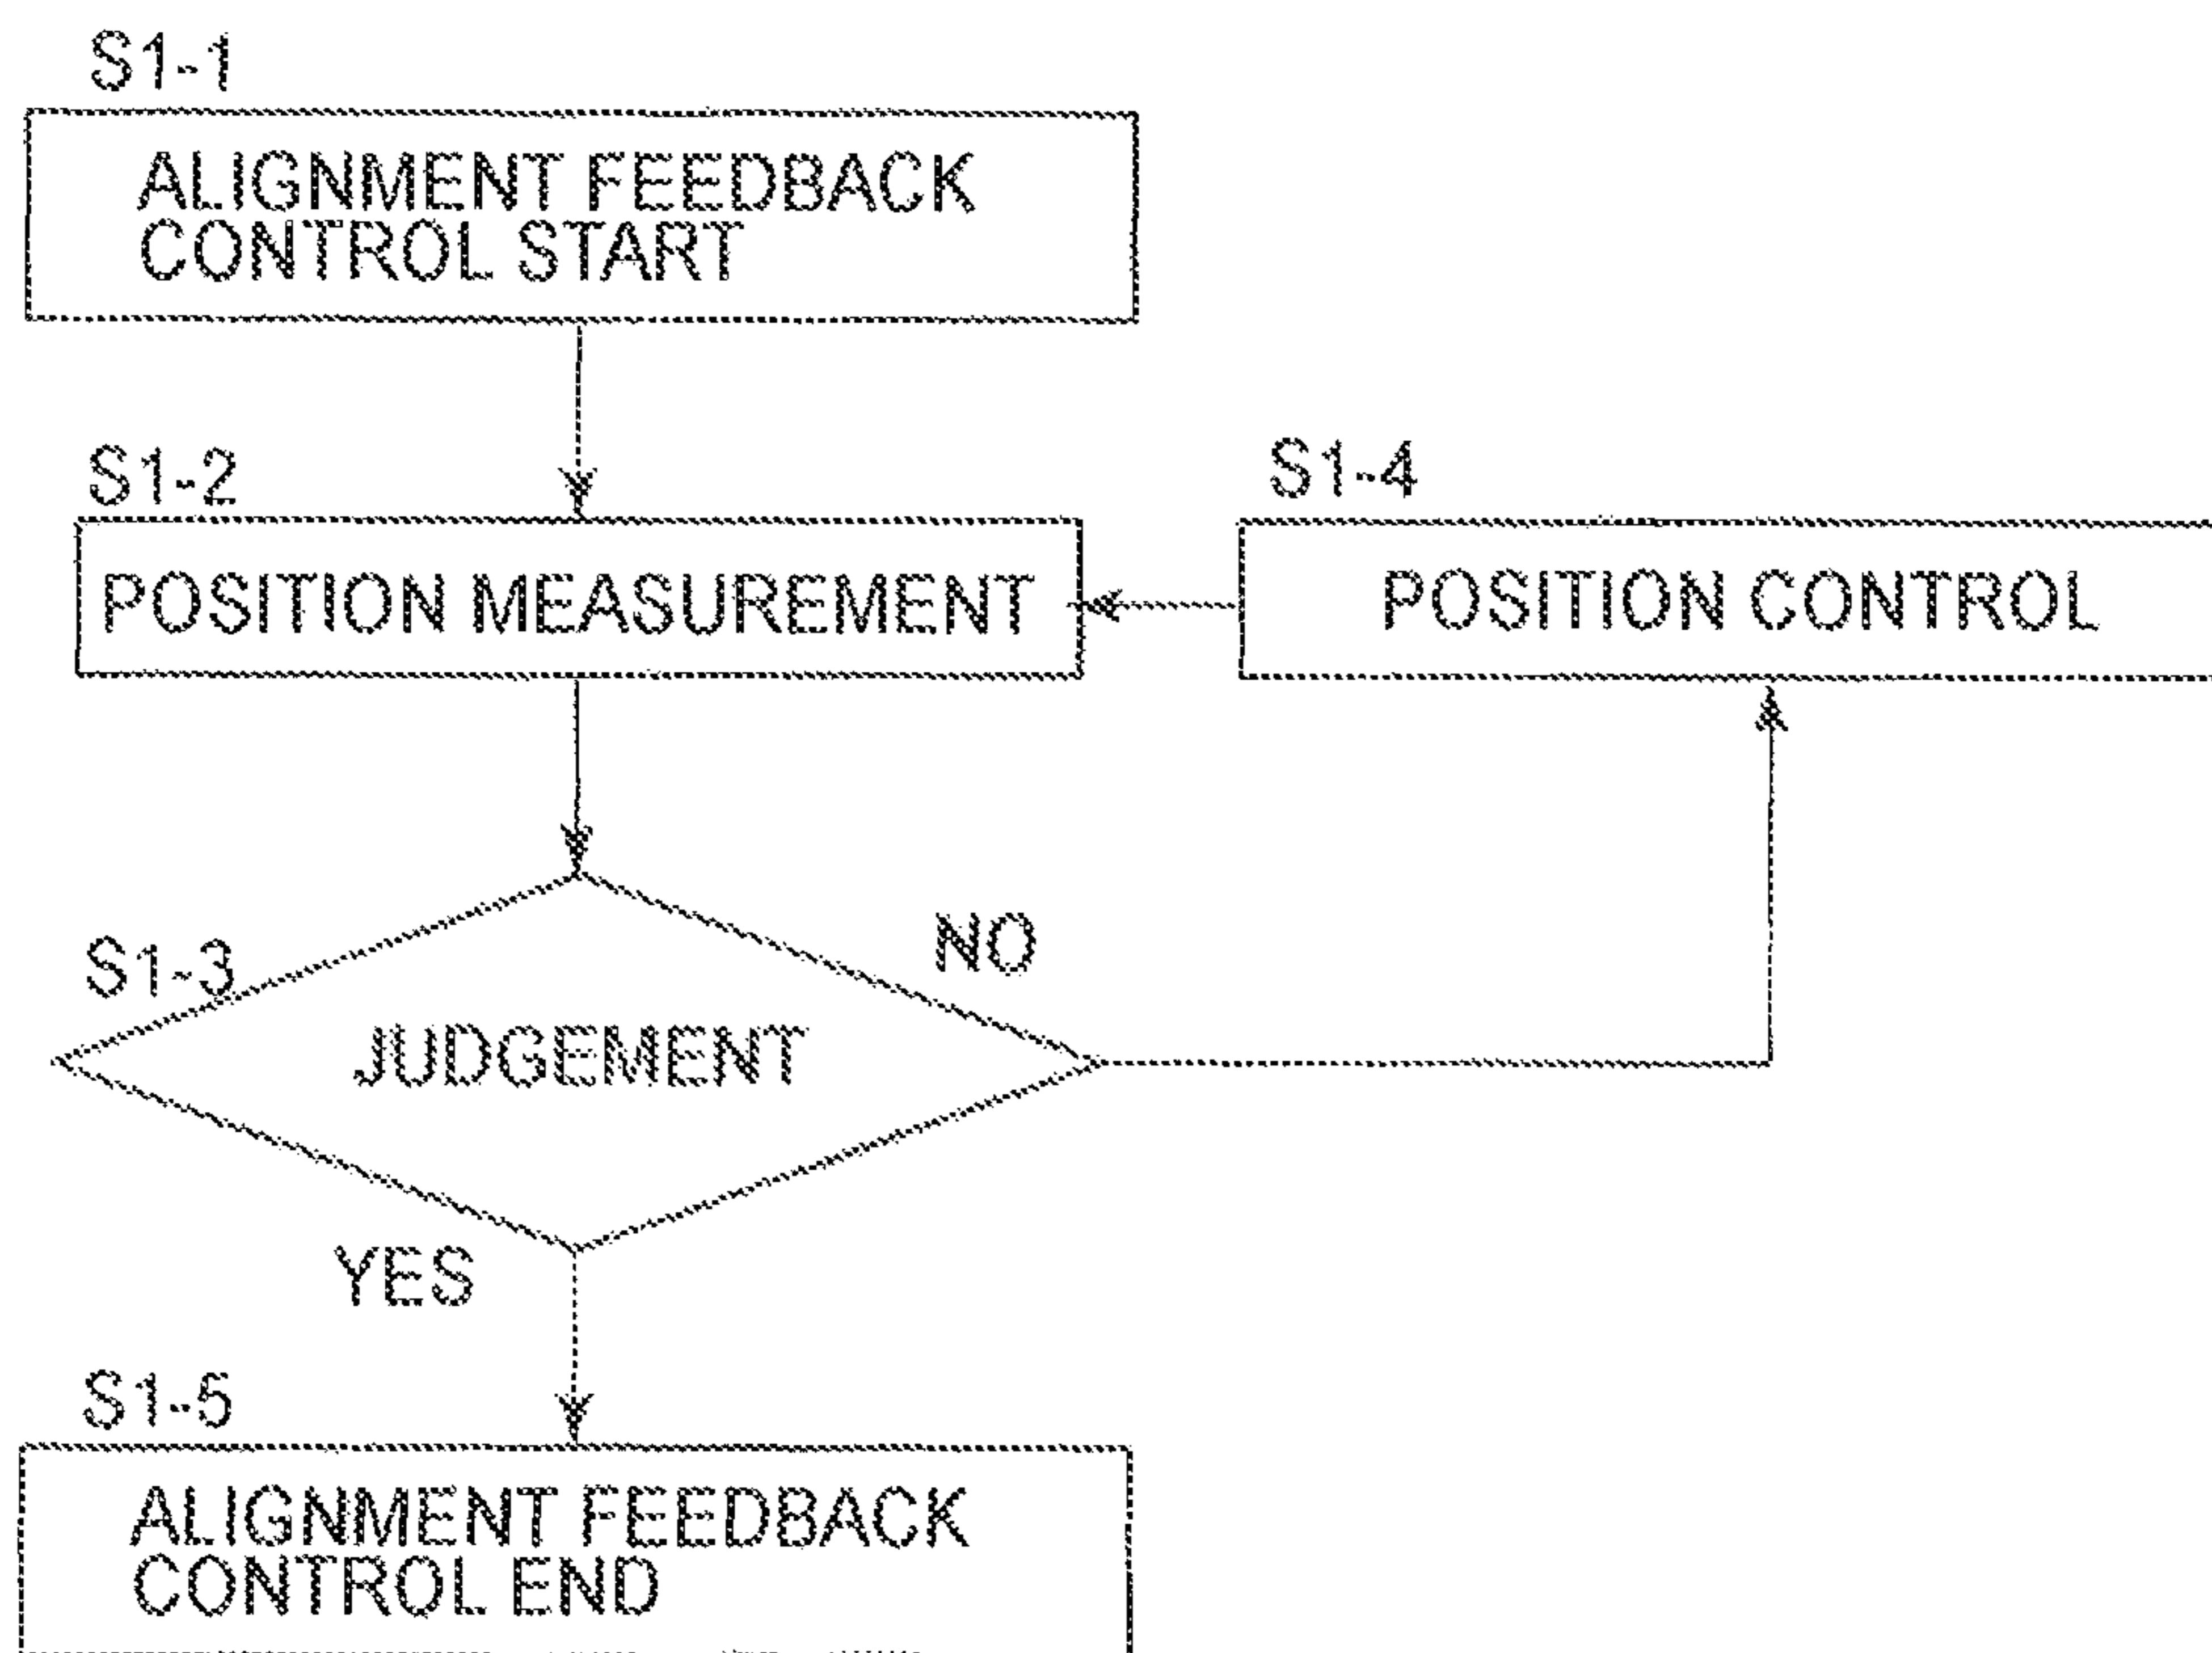 S1-1
ALIGNMENT FEEDBACK
CONTROL START
S1-2
POSITION MEASUREMENT
S1-4
POSITION CONTROL
S1-3
JUDGEMENT
NO
YES
S1-5
ALIGNMENT FEEDBACK
CONTROL END